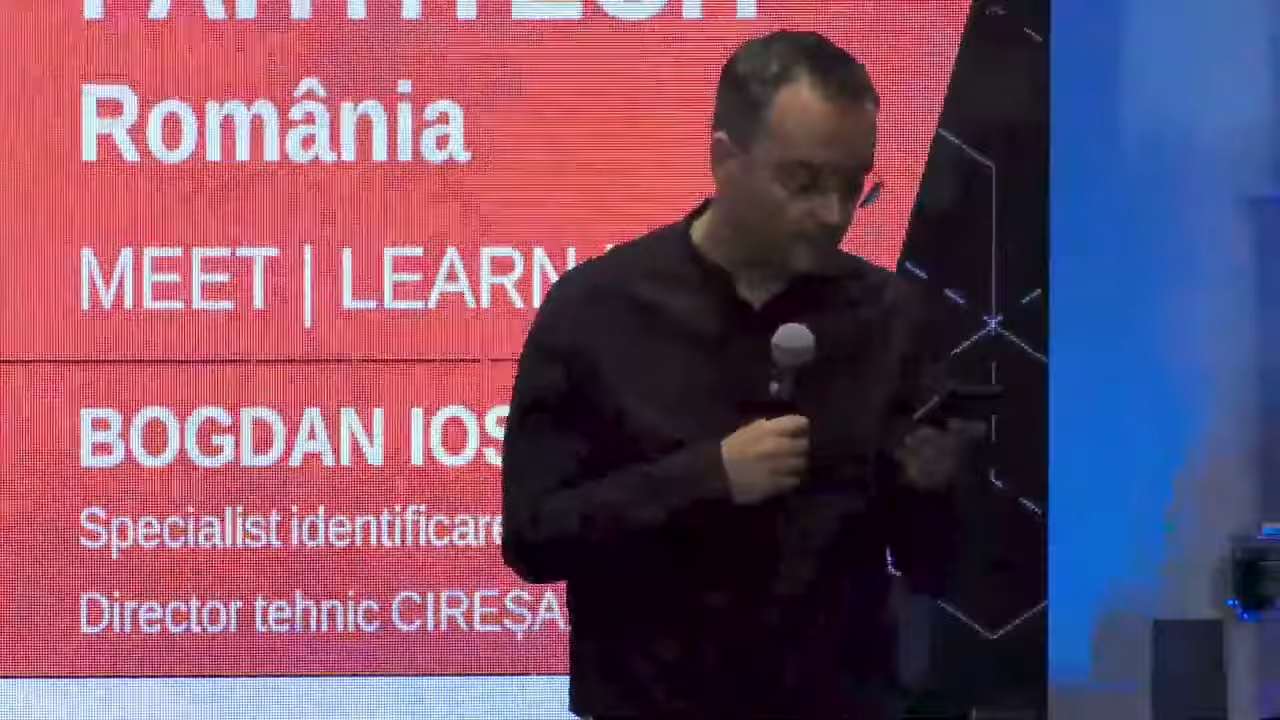 România
MEET | LEARN
BOGDAN IOS
Specialist identificare
Director tehnic CIREȘA